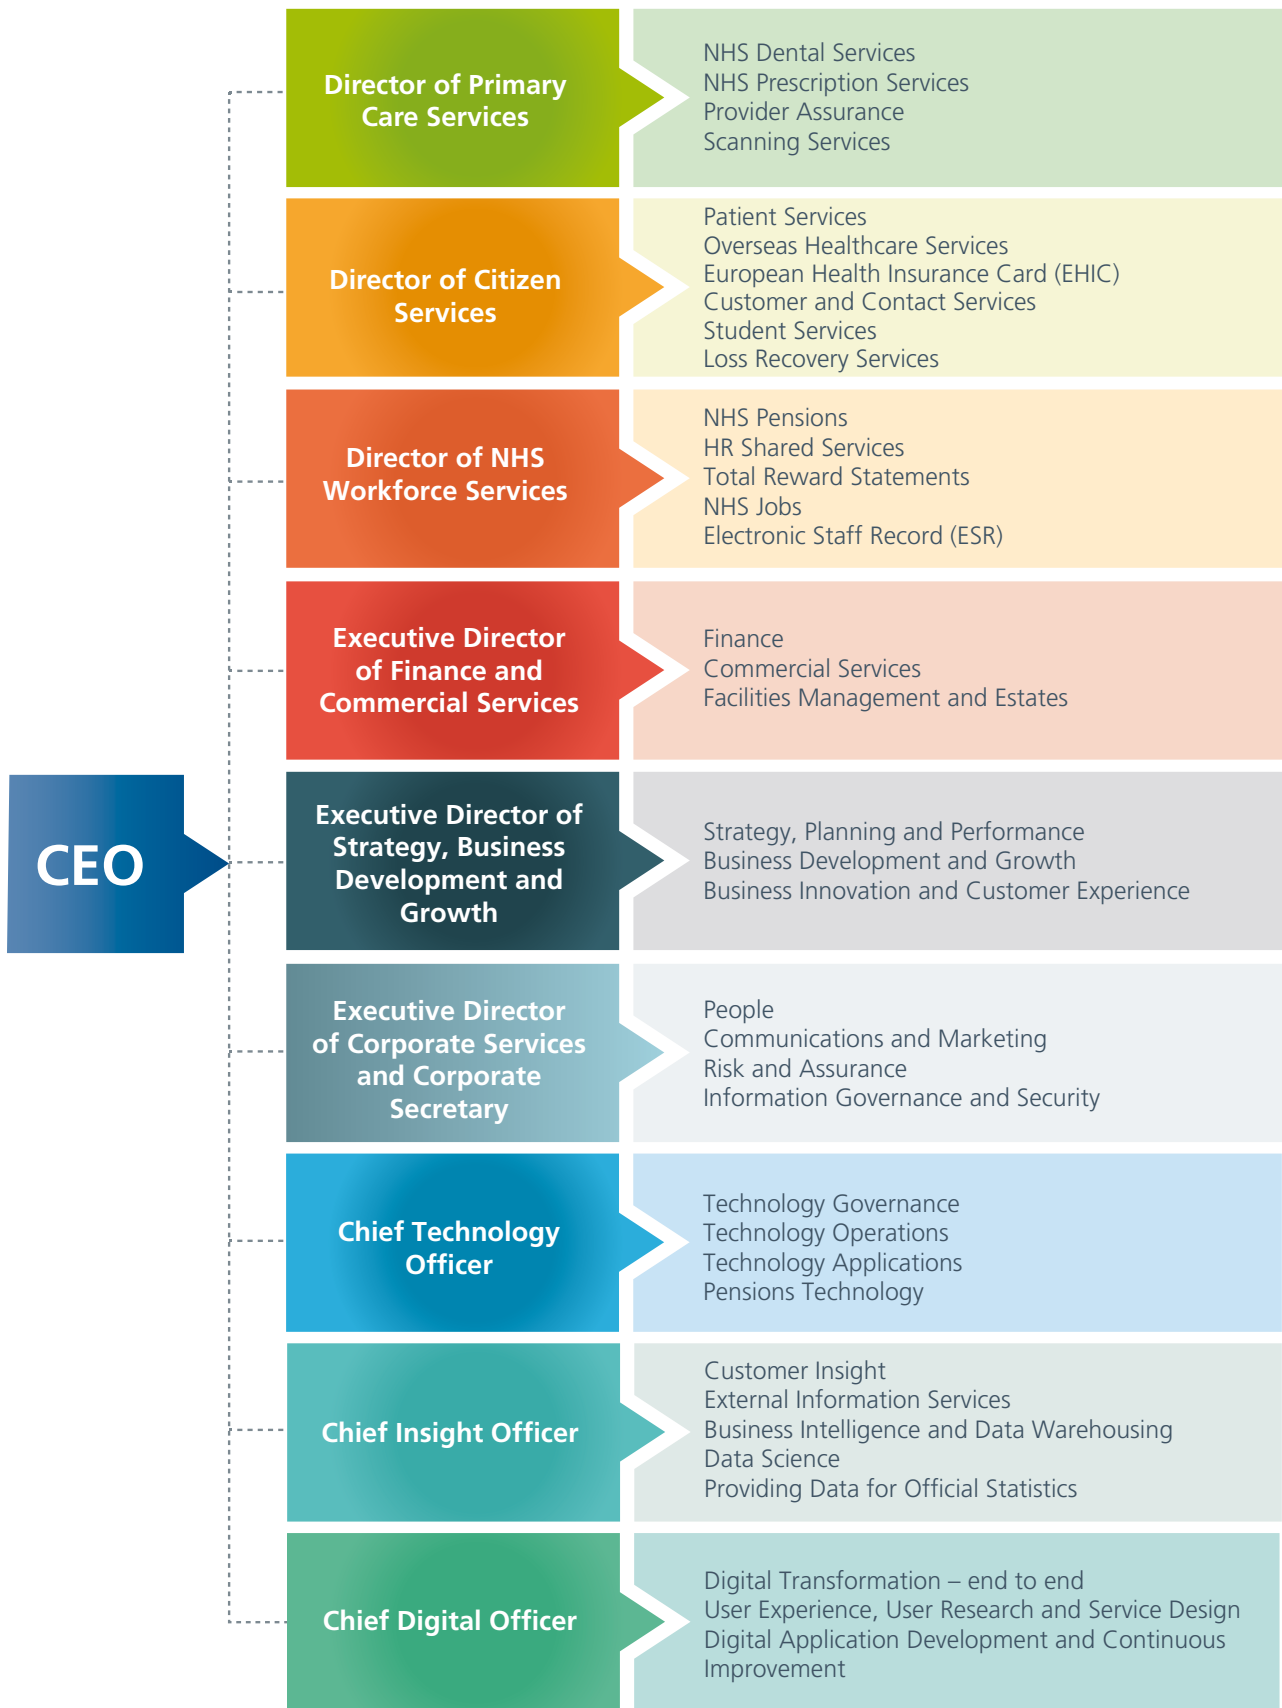 Director of Primary
Care Services
NHS Dental Services
NHS Prescription Services
Provider Assurance
Scanning Services
Director of Citizen
Services
Patient Services
Overseas Healthcare Services
European Health Insurance Card (EHIC)
Customer and Contact Services
Student Services
Loss Recovery Services
Director of NHS
Workforce Services
NHS Pensions
HR Shared Services
Total Reward Statements
NHS Jobs
Electronic Staff Record (ESR)
Executive Director
of Finance and
Commercial Services
Finance
Commercial Services
Facilities Management and Estates
CEO
Executive Director of
Strategy, Business
Development and
Growth
Strategy, Planning and Performance
Business Development and Growth
Business Innovation and Customer Experience
Executive Director
of Corporate Services
and Corporate
Secretary
People
Communications and Marketing
Risk and Assurance
Information Governance and Security
Chief Technology
Officer
Technology Governance
Technology Operations
Technology Applications
Pensions Technology
Chief Insight Officer
Customer Insight
External Information Services
Business Intelligence and Data Warehousing
Data Science
Providing Data for Official Statistics
Chief Digital Officer
Digital Transformation – end to end
User Experience, User Research and Service Design
Digital Application Development and Continuous
Improvement